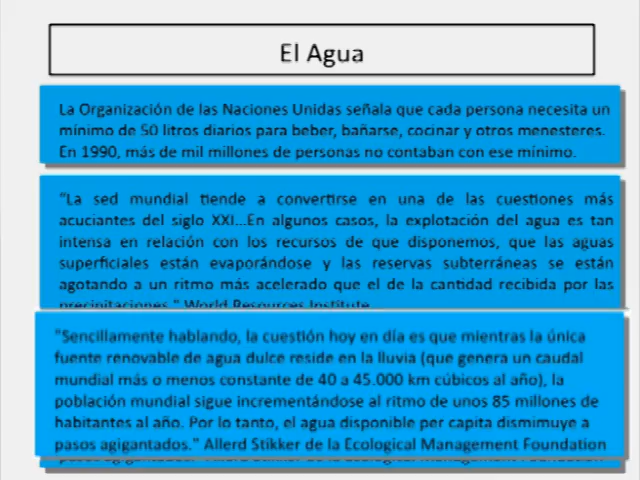 El Agua
La Organización de las Naciones Unidas señala que cada persona necesita un
mínimo de 50 litros diarios para beber, bañarse, cocinar y otros menesteres.
En 1990, más de mil millones de personas no contaban con ese mínimo.
"La sed mundial tiende a convertirse en una de las cuestiones más
acuciantes del siglo XXI...En algunos casos, la explotación del agua es tan
intensa en relación con los recursos de que disponemos, que las aguas
superficiales están evaporándose y las reservas subterráneas se están
agotando a un ritmo más acelerado que el de la cantidad recibida por las
precipitaciones." World Resources Institute
"Sencillamente hablando, la cuestión hoy en día es que mientras la única
fuente renovable de agua dulce reside en la lluvia (que genera un caudal
mundial más o menos constante de 40 a 45.000 km cúbicos al año), la
población mundial sigue incrementándose al ritmo de unos 85 millones de
habitantes al año. Por lo tanto, el agua disponible per capita dismimuye a
pasos agigantados." Allerd Stikker de la Ecological Management Foundation